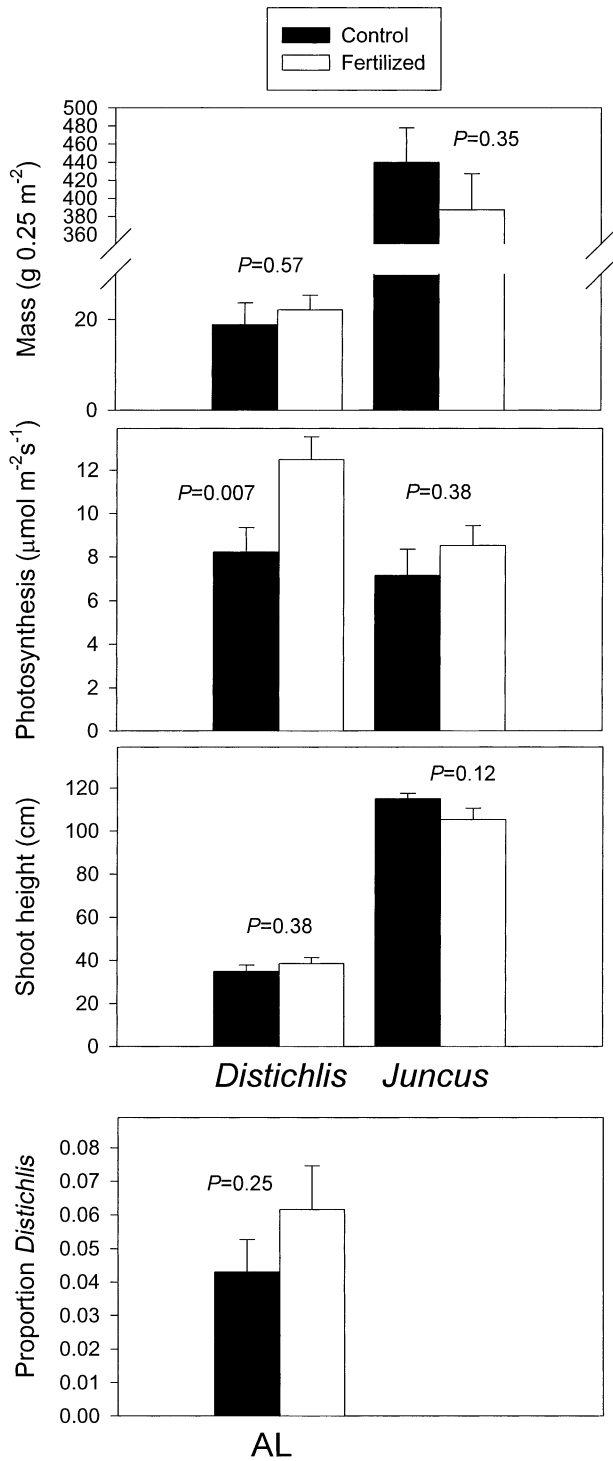 Control
Fertilized
Mass (g 0.25 m⁻²)
500
480
460
440
420
400
380
360
20
0
P=0.57
P=0.35
Photosynthesis (μmol m⁻²s⁻¹)
12
10
8
6
4
2
0
P=0.007
P=0.38
Shoot height (cm)
120
100
80
60
40
20
0
P=0.38
P=0.12
Distichlis Juncus
Proportion Distichlis
0.08
0.07
0.06
0.05
0.04
0.03
0.02
0.01
0.00
P=0.25
AL